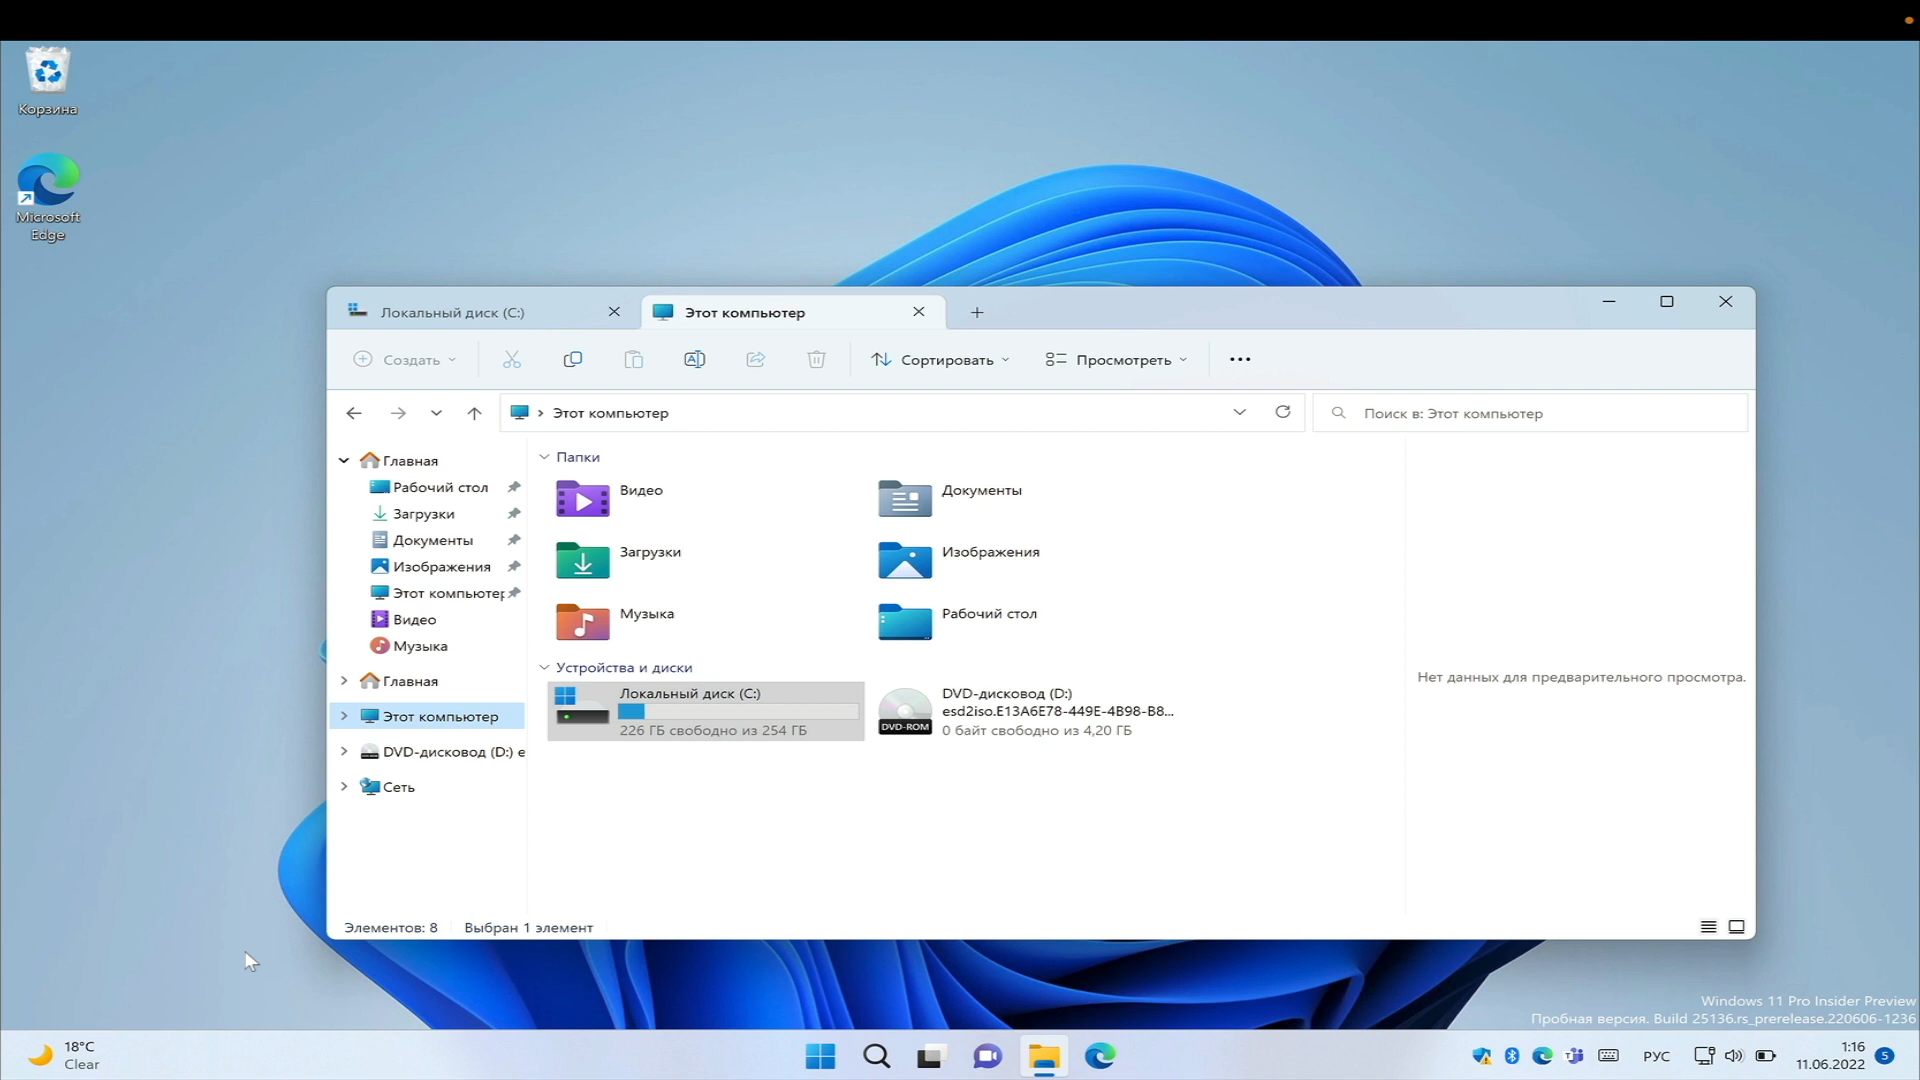 Корзина
Microsoft
Edge
Локальный диск (C:)
Этот компьютер
Создать
Сортировать
Просмотреть
Этот компьютер
Поиск в: Этот компьютер
Главная
Рабочий стол
Загрузки
Документы
Изображения
Этот компьютер
Видео
Музыка
Главная
Этот компьютер
DVD-дисковод (D:) e
Сеть
Папки
Видео
Документы
Загрузки
Изображения
Музыка
Рабочий стол
Устройства и диски
Локальный диск (C:)
226 ГБ свободно из 254 ГБ
DVD-ROM
DVD-дисковод (D:)
esd2iso.E13A6E78-449E-4B98-B8...
0 байт свободно из 4,20 ГБ
Нет данных для предварительного просмотра.
Элементов: 8
Выбран 1 элемент
Windows 11 Pro Insider Preview
Пробная версия. Build 25136.rs_prerelease.220606-1236
18°C
Clear
РУС
1:16
11.06.2022
5